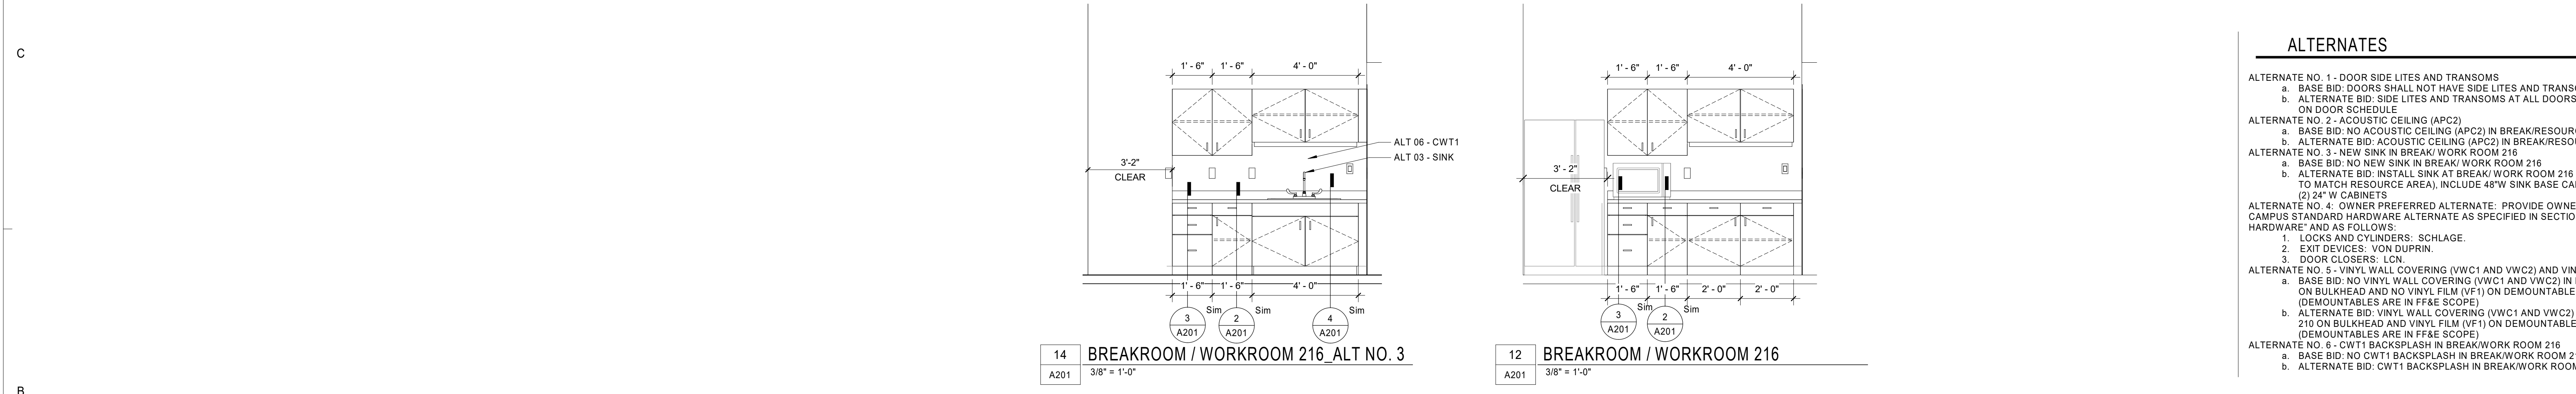 C
B
1' - 6" 1' - 6" 4' - 0"
ALT 06 - CWT1
ALT 03 - SINK
3'-2"
CLEAR
1' - 6" 1' - 6" 4' - 0"
3 Sim 2 Sim 4 Sim
A201 A201 A201
14 BREAKROOM / WORKROOM 216_ALT NO. 3
A201 3/8" = 1'-0"
1' - 6" 1' - 6" 4' - 0"
3' - 2"
CLEAR
1' - 6" 1' - 6" 2' - 0" 2' - 0"
3 Sim 2 Sim
A201 A201
12 BREAKROOM / WORKROOM 216
A201 3/8" = 1'-0"
ALTERNATES
ALTERNATE NO. 1 - DOOR SIDE LITES AND TRANSOMS
a. BASE BID: DOORS SHALL NOT HAVE SIDE LITES AND TRANS
b. ALTERNATE BID: SIDE LITES AND TRANSOMS AT ALL DOORS
ON DOOR SCHEDULE
ALTERNATE NO. 2 - ACOUSTIC CEILING (APC2)
a. BASE BID: NO ACOUSTIC CEILING (APC2) IN BREAK/RESOUR
b. ALTERNATE BID: ACOUSTIC CEILING (APC2) IN BREAK/RESO
ALTERNATE NO. 3 - NEW SINK IN BREAK/ WORK ROOM 216
a. BASE BID: NO NEW SINK IN BREAK/ WORK ROOM 216
b. ALTERNATE BID: INSTALL SINK AT BREAK/ WORK ROOM 216
TO MATCH RESOURCE AREA), INCLUDE 48"W SINK BASE CA
(2) 24" W CABINETS
ALTERNATE NO. 4: OWNER PREFERRED ALTERNATE: PROVIDE OWNE
CAMPUS STANDARD HARDWARE ALTERNATE AS SPECIFIED IN SECTIO
HARDWARE" AND AS FOLLOWS:
1. LOCKS AND CYLINDERS: SCHLAGE.
2. EXIT DEVICES: VON DUPRIN.
3. DOOR CLOSERS: LCN.
ALTERNATE NO. 5 - VINYL WALL COVERING (VWC1 AND VWC2) AND VIN
a. BASE BID: NO VINYL WALL COVERING (VWC1 AND VWC2) IN
ON BULKHEAD AND NO VINYL FILM (VF1) ON DEMOUNTABLE
(DEMOUNTABLES ARE IN FF&E SCOPE)
b. ALTERNATE BID: VINYL WALL COVERING (VWC1 AND VWC2)
210 ON BULKHEAD AND VINYL FILM (VF1) ON DEMOUNTABLE
(DEMOUNTABLES ARE IN FF&E SCOPE)
ALTERNATE NO. 6 - CWT1 BACKSPLASH IN BREAK/WORK ROOM 216
a. BASE BID: NO CWT1 BACKSPLASH IN BREAK/WORK ROOM 2
b. ALTERNATE BID: CWT1 BACKSPLASH IN BREAK/WORK ROOM